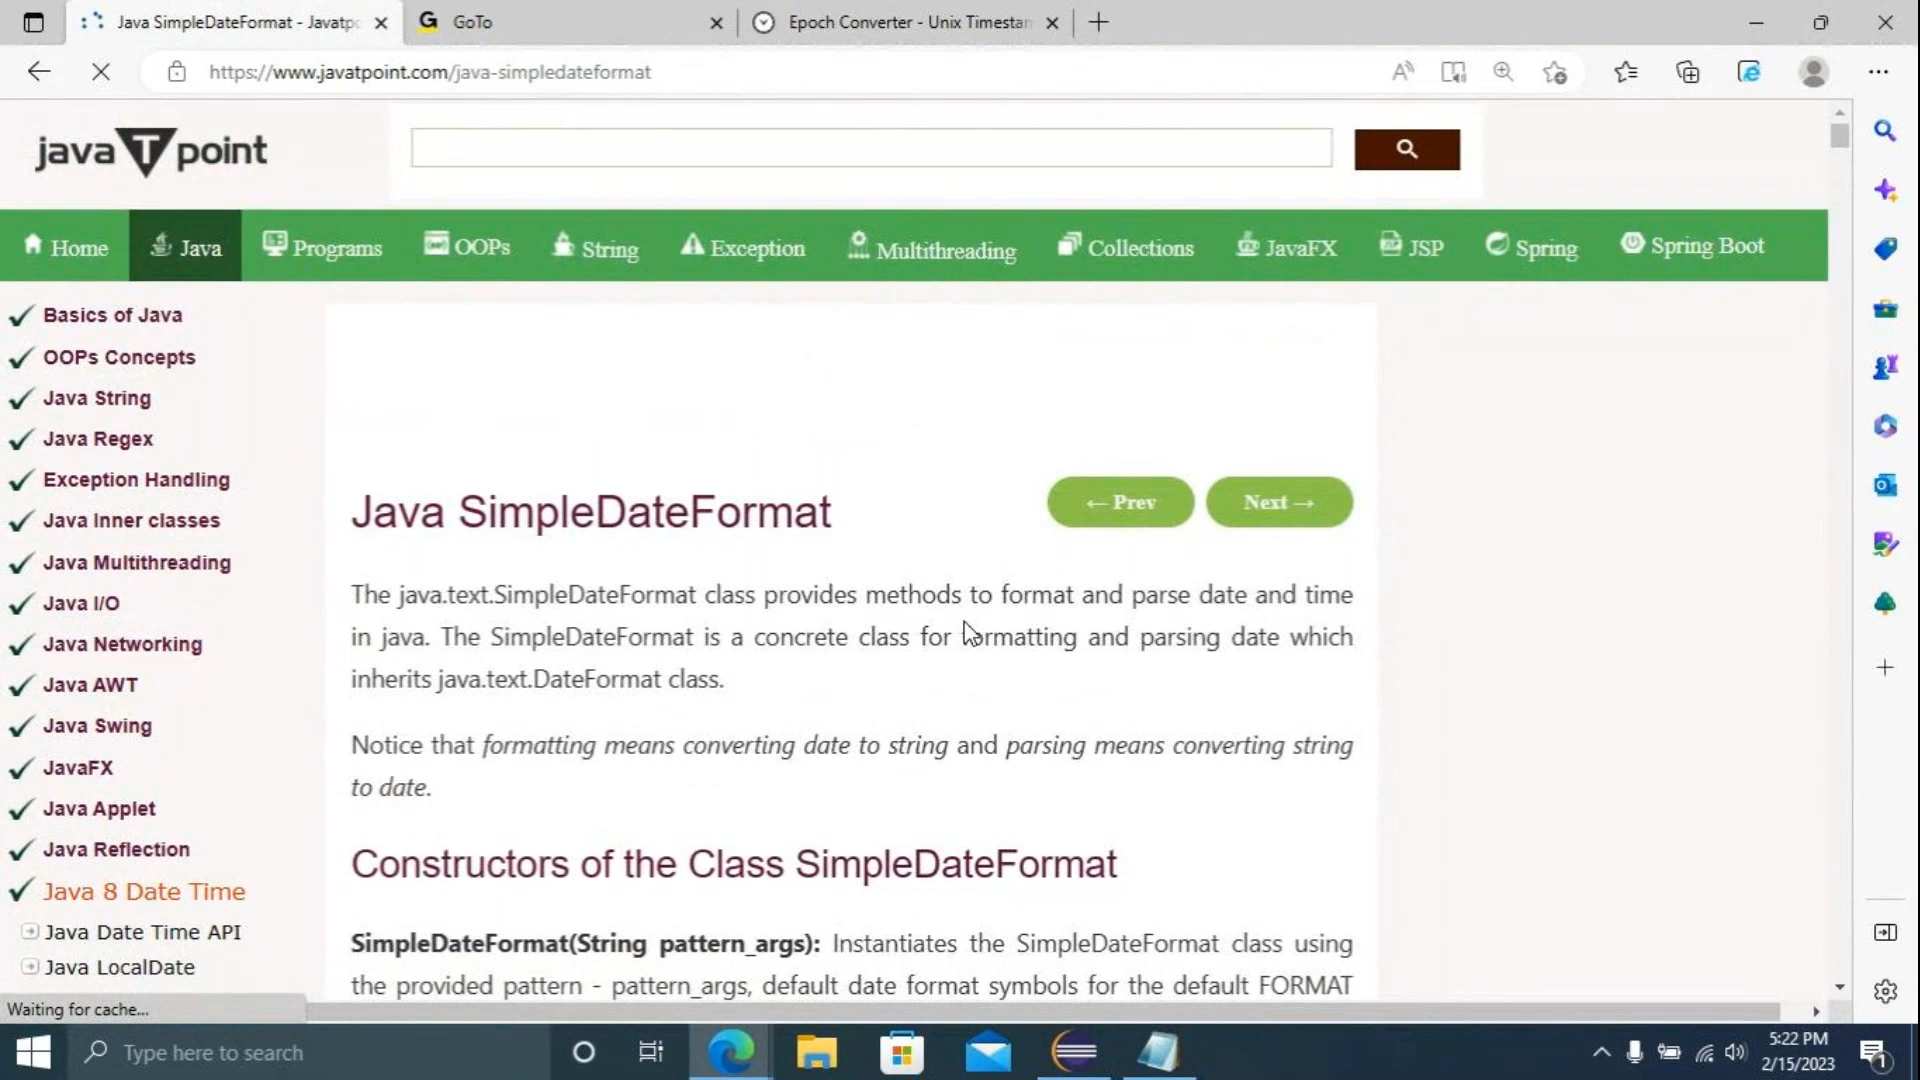 Java SimpleDateFormat - Javatpo
GoTo
Epoch Converter - Unix Timestam
https://www.javatpoint.com/java-simpledateformat
java T point
Home
Java
Programs
OOPs
String
Exception
Multithreading
Collections
JavaFX
JSP
Spring
Spring Boot
Basics of Java
OOPs Concepts
Java String
Java Regex
Exception Handling
Java Inner classes
Java Multithreading
Java I/O
Java Networking
Java AWT
Java Swing
JavaFX
Java Applet
Java Reflection
Java 8 Date Time
Java Date Time API
Java LocalDate
Java SimpleDateFormat
← Prev
Next →
The java.text.SimpleDateFormat class provides methods to format and parse date and time
in java. The SimpleDateFormat is a concrete class for formatting and parsing date which
inherits java.text.DateFormat class.
Notice that formatting means converting date to string and parsing means converting string
to date.
Constructors of the Class SimpleDateFormat
SimpleDateFormat(String pattern_args): Instantiates the SimpleDateFormat class using
the provided pattern - pattern_args, default date format symbols for the default FORMAT
Waiting for cache...
Type here to search
5:22 PM
2/15/2023
1